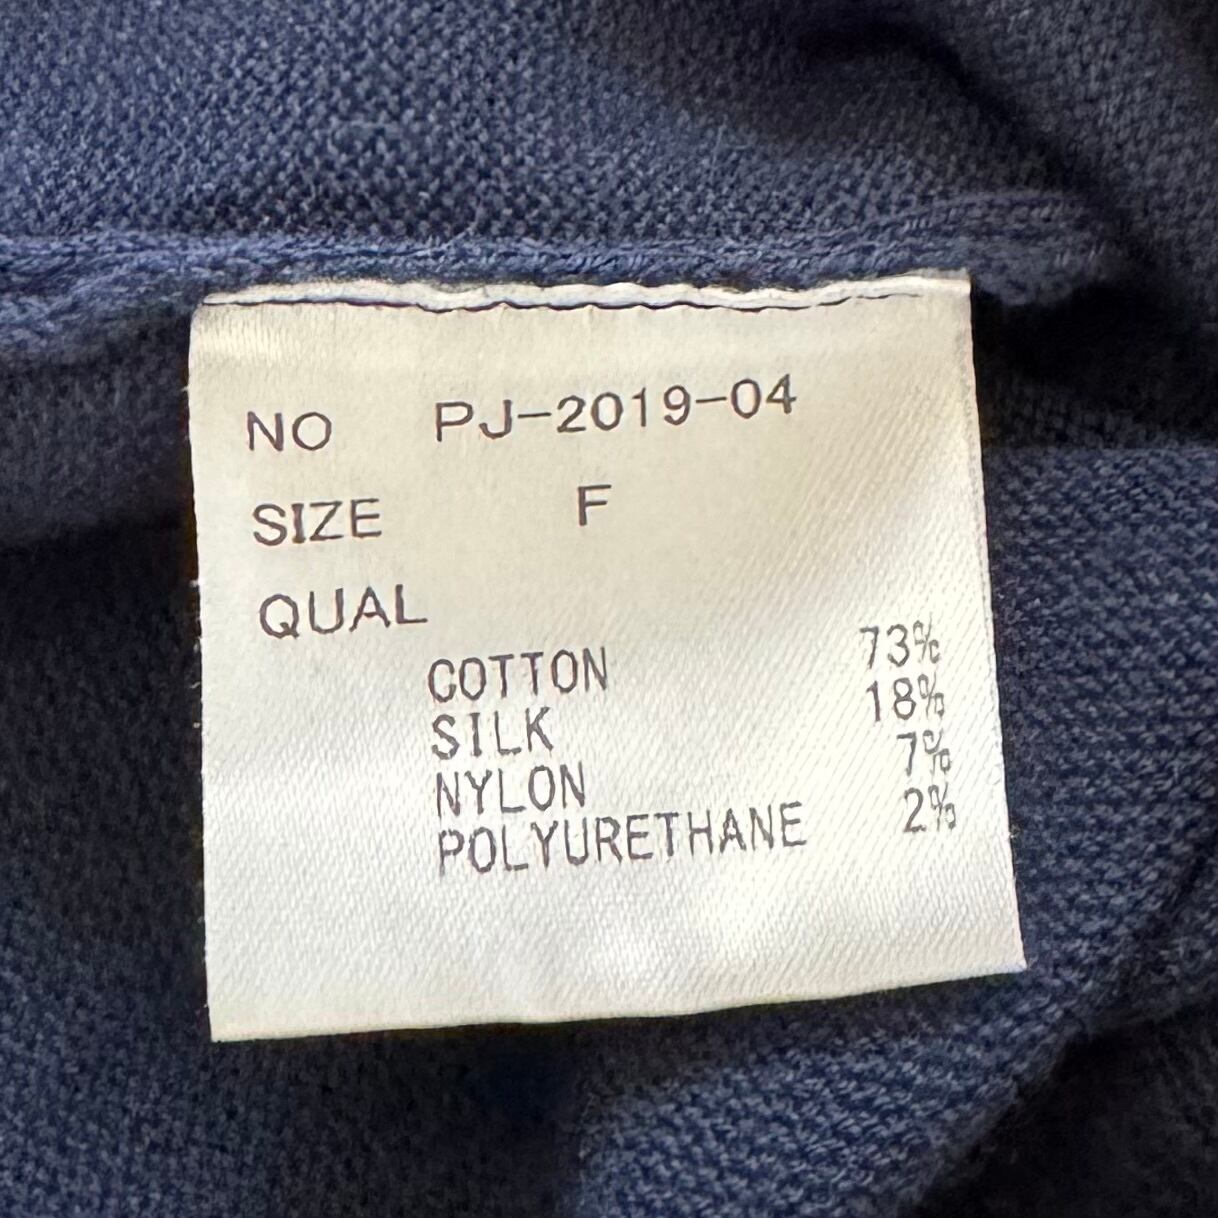 NO PJ-2019-04
SIZE F
QUAL
COTTON 73%
SILK 18%
NYLON 7%
POLYURETHANE 2%